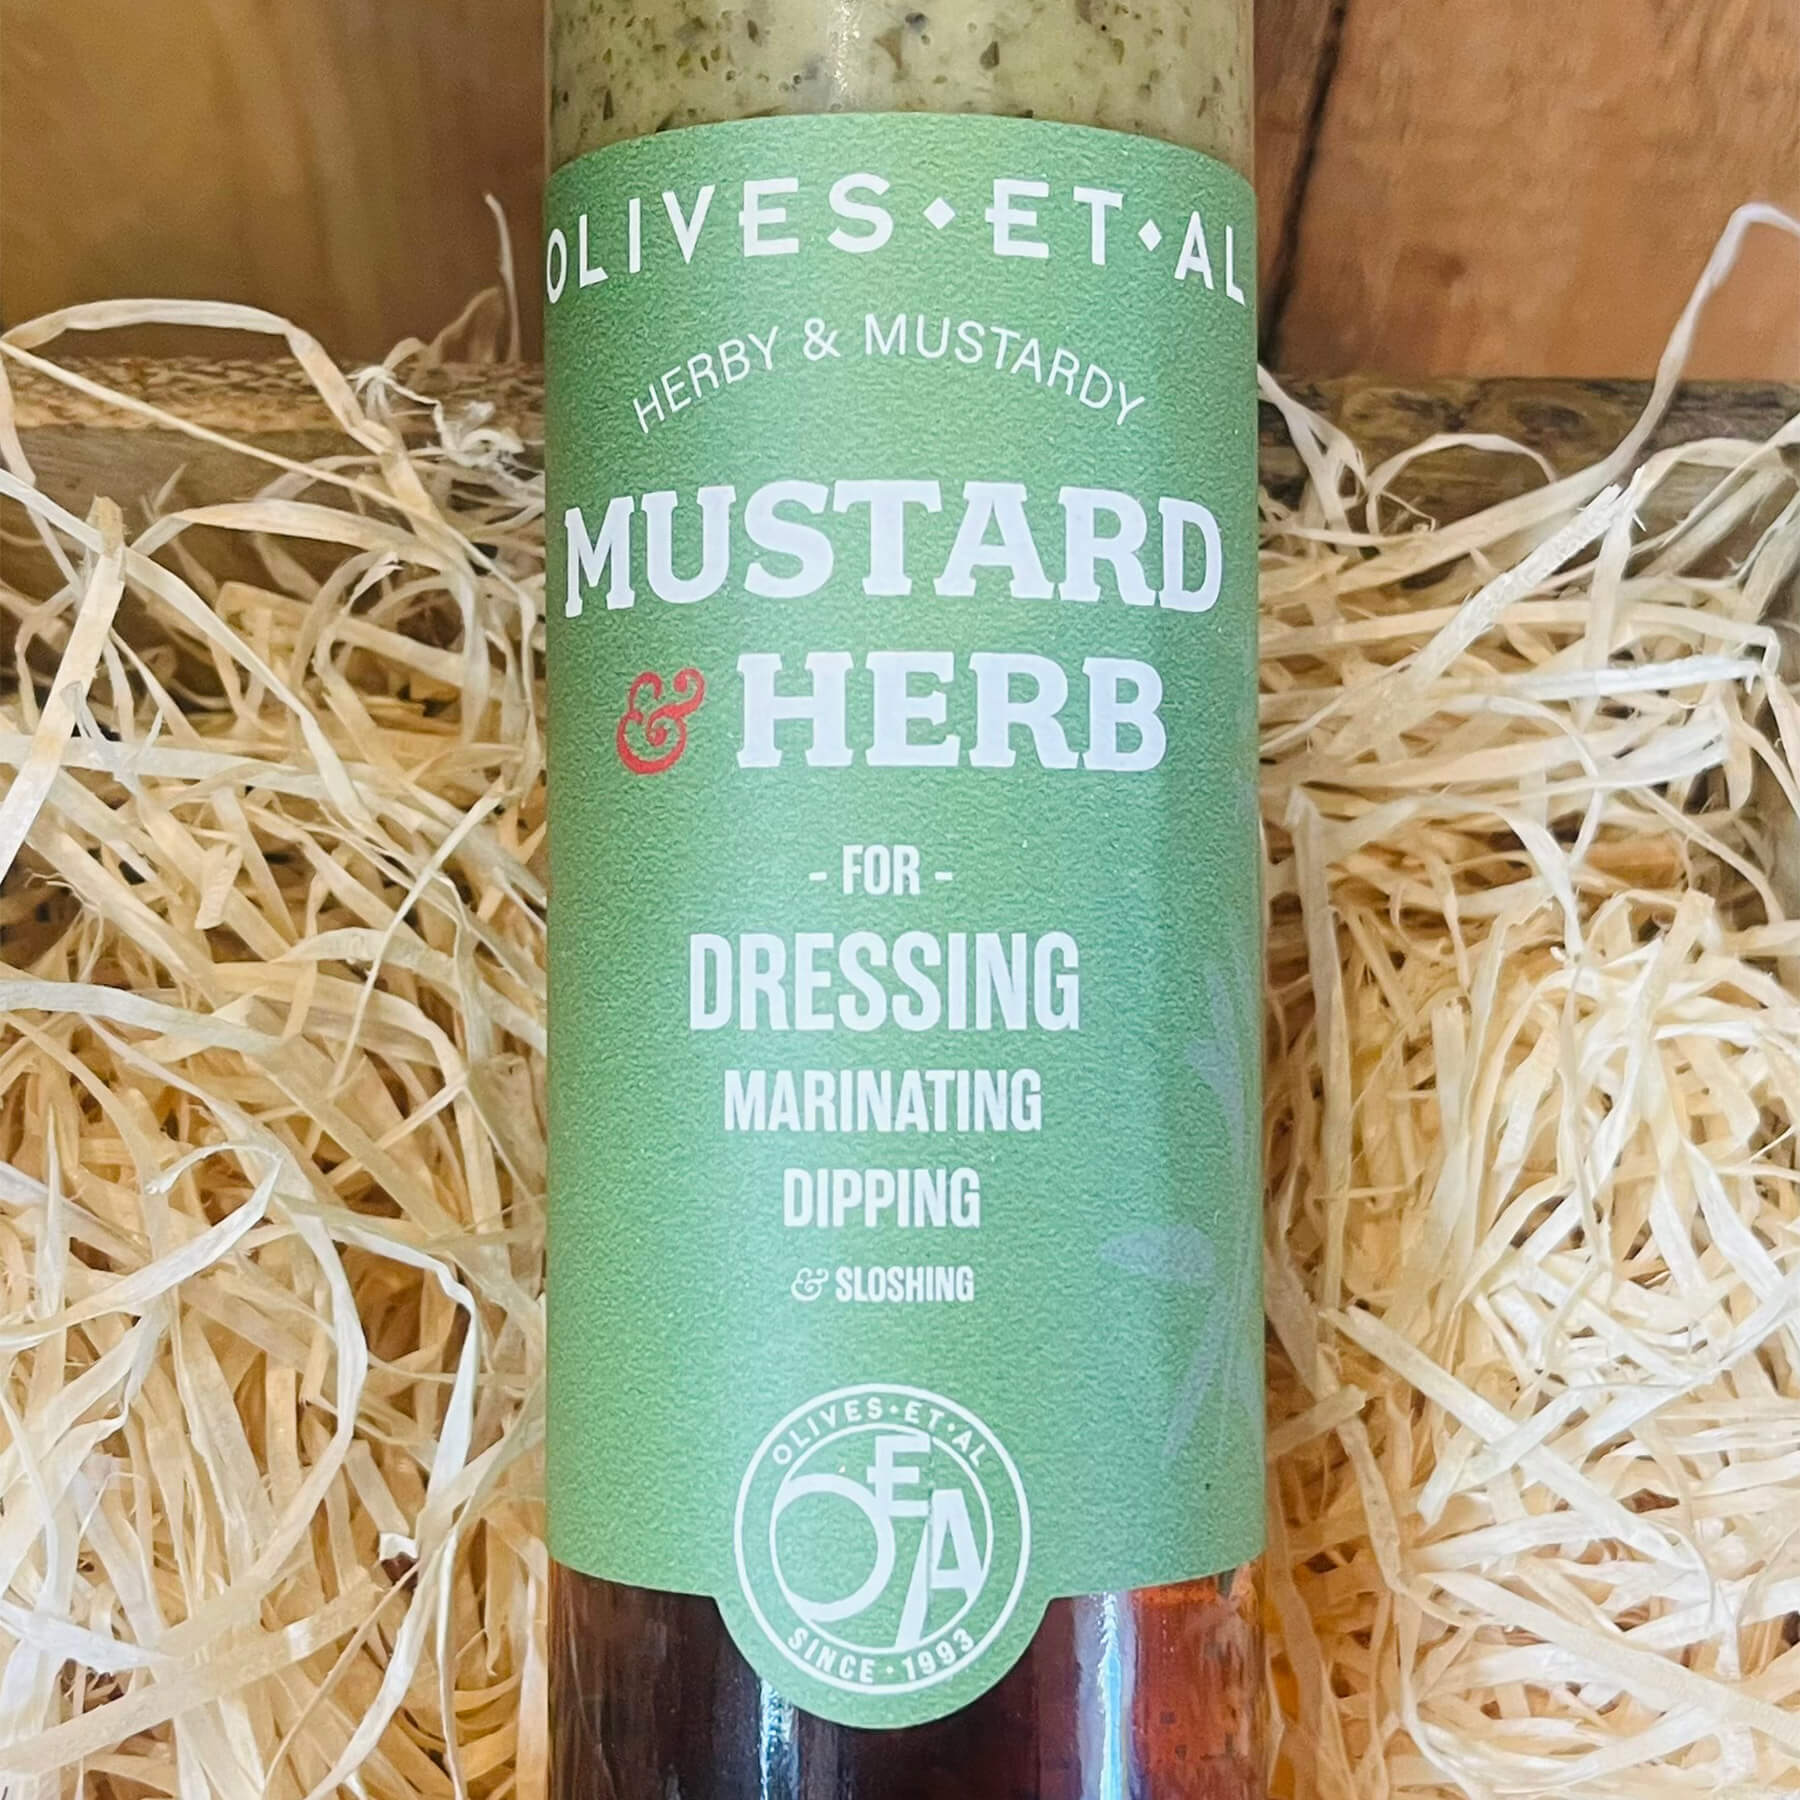 OLIVES•ET•AL
HERBY & MUSTARDY
MUSTARD
& HERB
- FOR -
DRESSING
MARINATING
DIPPING
& SLOSHING
OLIVES•ET•AL
OEA
SINCE • 1993